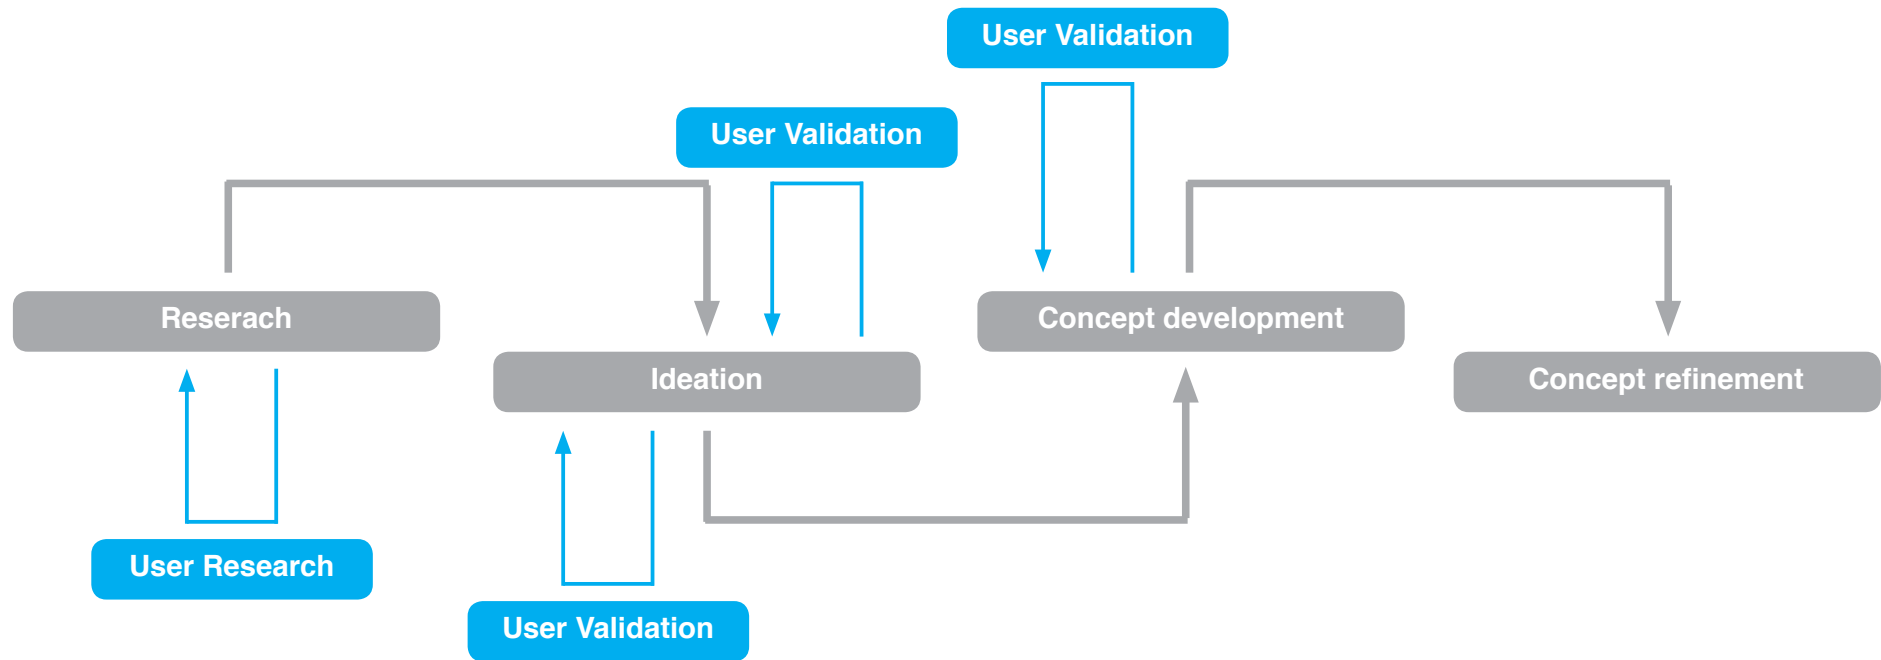 User Validation
User Validation
Reserach
Concept development
Ideation
Concept refinement
User Research
User Validation